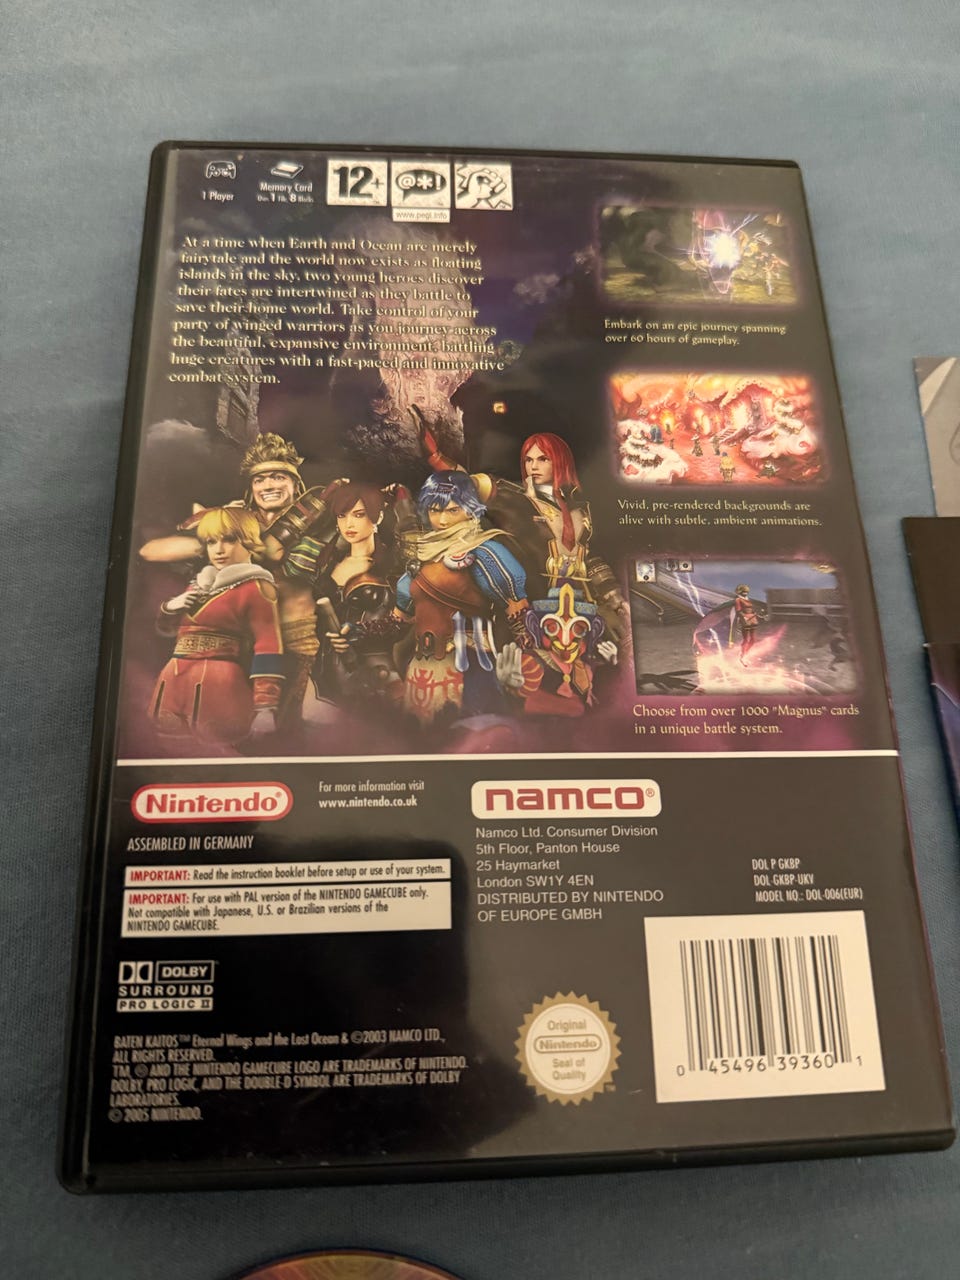 1 Player
Memory Card
12+
@*!
www.pegi.info
At a time when Earth and Ocean are merely
fairytale and the world now exists as floating
islands in the sky, two young heroes discover
their fates are intertwined as they battle to
save their home world. Take control of your
party of winged warriors as you journey across
the beautiful, expansive environment, battling
huge creatures with a fast-paced and innovative
combat system.
Embark on an epic journey spanning
over 60 hours of gameplay.
Vivid, pre-rendered backgrounds are
alive with subtle, ambient animations.
Choose from over 1000 "Magnus" cards
in a unique battle system.
Nintendo®
For more information visit
www.nintendo.co.uk
ASSEMBLED IN GERMANY
IMPORTANT: Read the instruction booklet before setup or use of your system.
IMPORTANT: For use with PAL version of the NINTENDO GAMECUBE only.
Not compatible with Japanese, U.S. or Brazilian versions of the
NINTENDO GAMECUBE.
namco®
Namco Ltd. Consumer Division
5th Floor, Panton House
25 Haymarket
London SW1Y 4EN
DISTRIBUTED BY NINTENDO
OF EUROPE GMBH
DOL P GKBP
DOL-GKBP-UKV
MODEL NO.: DOL-006(EUR)
DOLBY
SURROUND
PRO LOGIC II
BATEN KAITOS™ Eternal Wings and the Lost Ocean & ©2003 NAMCO LTD.,
ALL RIGHTS RESERVED.
TM, ® AND THE NINTENDO GAMECUBE LOGO ARE TRADEMARKS OF NINTENDO.
DOLBY, PRO LOGIC, AND THE DOUBLE-D SYMBOL ARE TRADEMARKS OF DOLBY
LABORATORIES.
© 2005 NINTENDO.
Original
Nintendo
Seal of
Quality
0 45496 39360 1